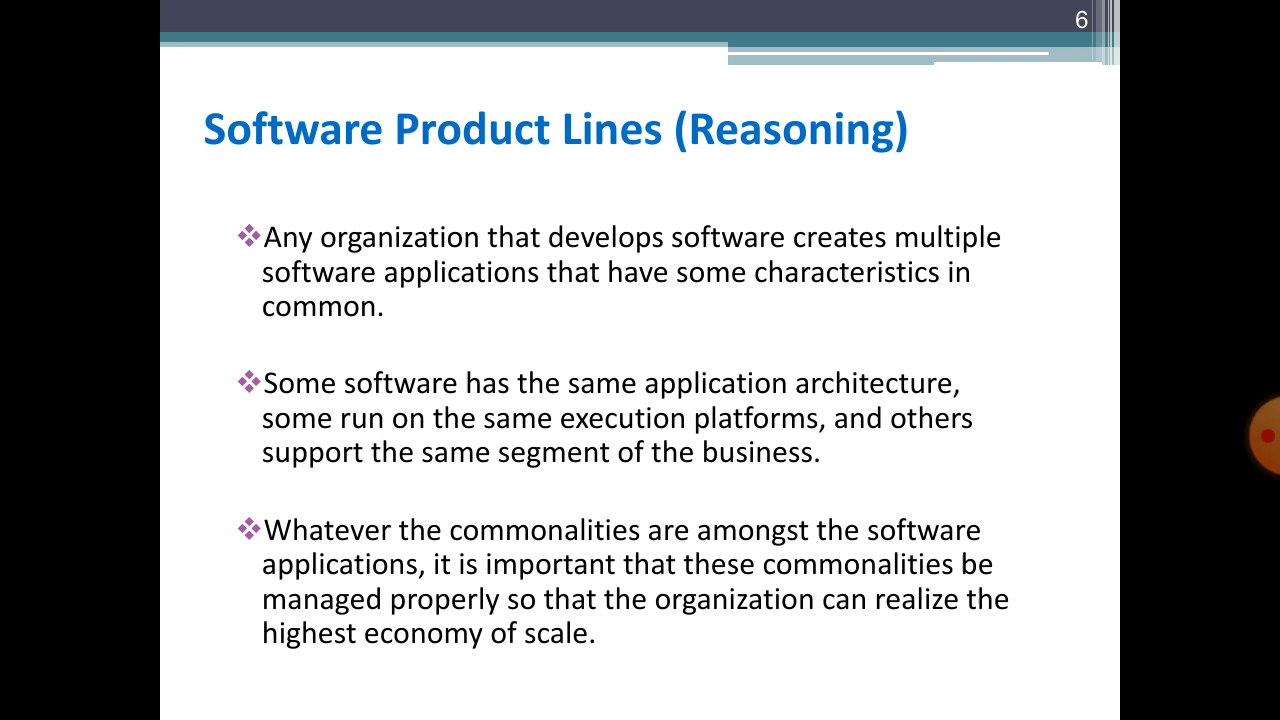 6
Software Product Lines (Reasoning)
❖Any organization that develops software creates multiple
software applications that have some characteristics in
common.
❖Some software has the same application architecture,
some run on the same execution platforms, and others
support the same segment of the business.
❖Whatever the commonalities are amongst the software
applications, it is important that these commonalities be
managed properly so that the organization can realize the
highest economy of scale.